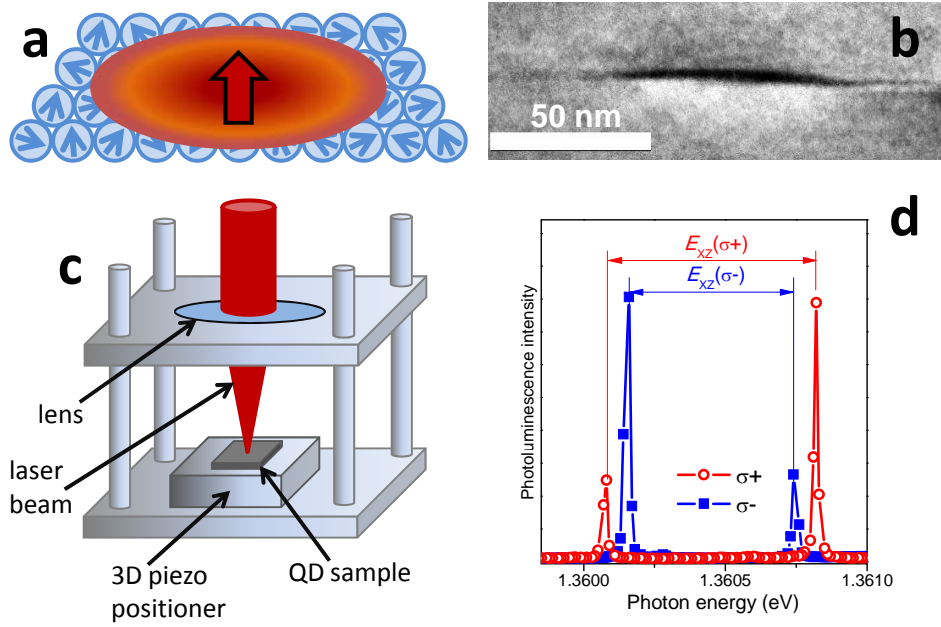 a
b
50 nm
c
lens
laser
beam
3D piezo
positioner
QD sample
d
E_XZ(σ+)
E_XZ(σ-)
Photoluminescence intensity
σ+
σ-
1.3600
1.3605
1.3610
Photon energy (eV)